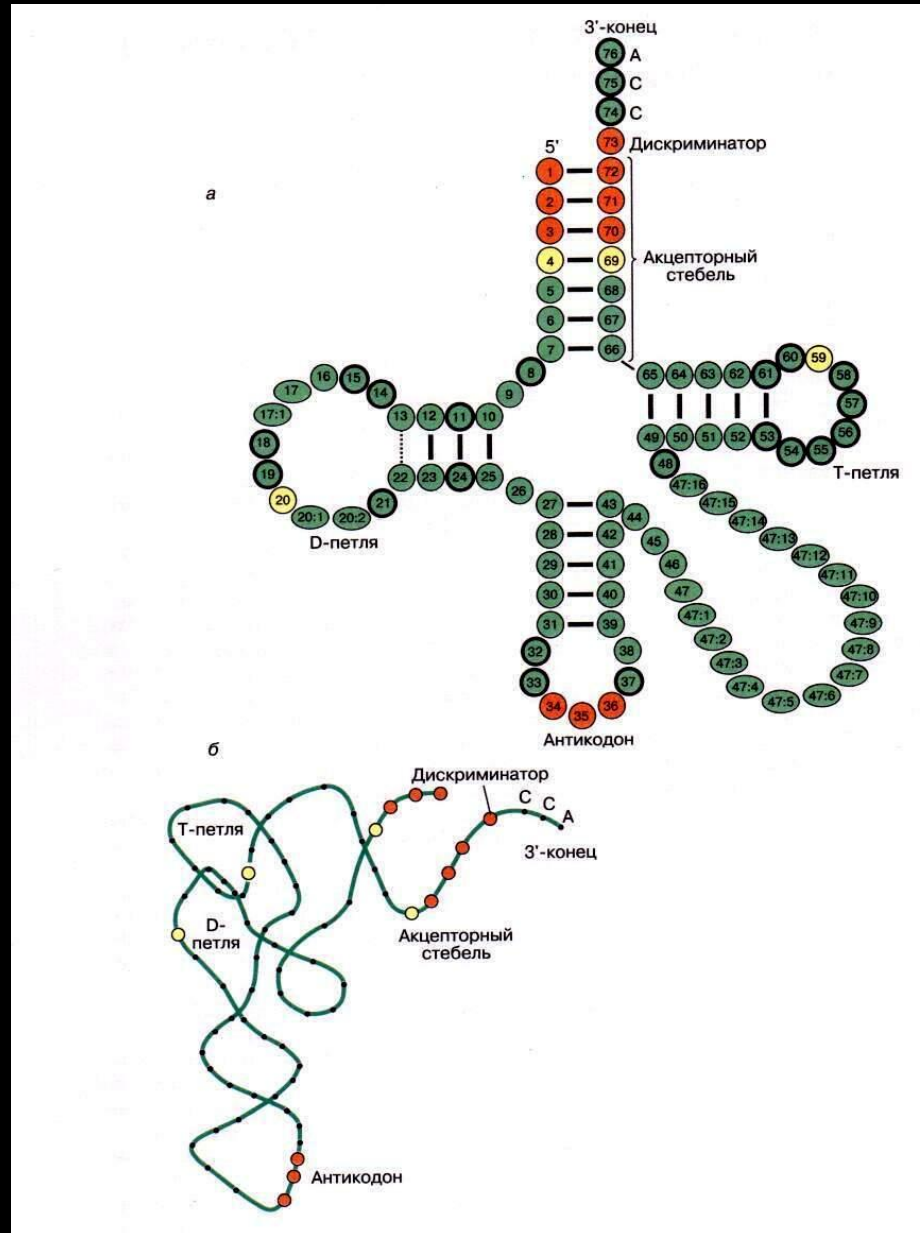 3'-конец
76 A
75 C
74 C
5' 73 Дискриминатор
а
1 72
2 71
3 70
4 69
Акцепторный
стебель
5 68
6 67
7 66
8
9
16 15 14
17
17:1
18
19
20
20:1 20:2 21
13 12 11 10
22 23 24 25
D-петля
26
65 64 63 62 61 60 59 58
57
56
49 50 51 52 53 54 55
Т-петля
48
47:16
47:15
47:14
47:13
47:12
47:11
47:10
47:9
47:8
47:7
47:6
47:5
47:4
47:3
47:2
47:1
47
46
45
44
27 43
28 42
29 41
30 40
31 39
32 38
33 37
34 35 36
Антикодон
б
Дискриминатор
C C A
3'-конец
Т-петля
D-
петля
Акцепторный
стебель
Антикодон